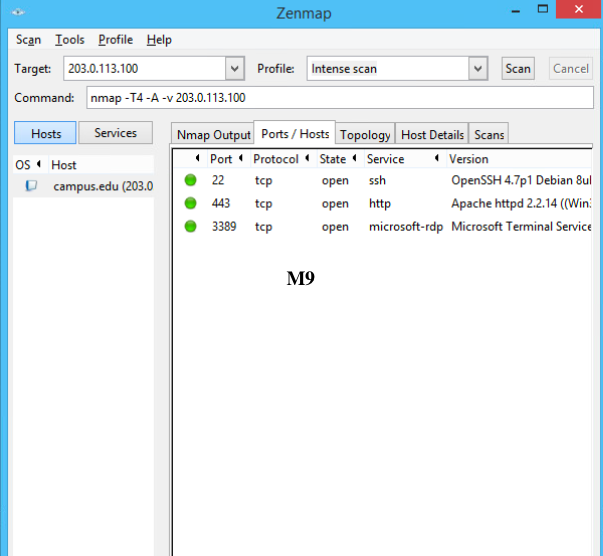 Zenmap
Scan Tools Profile Help
Target: 203.0.113.100 Profile: Intense scan Scan Cancel
Command: nmap -T4 -A -v 203.0.113.100
Hosts Services Nmap Output Ports / Hosts Topology Host Details Scans
OS Host
campus.edu (203.0
Port Protocol State Service Version
22 tcp open ssh OpenSSH 4.7p1 Debian 8u
443 tcp open http Apache httpd 2.2.14 ((Win
3389 tcp open microsoft-rdp Microsoft Terminal Service
M9